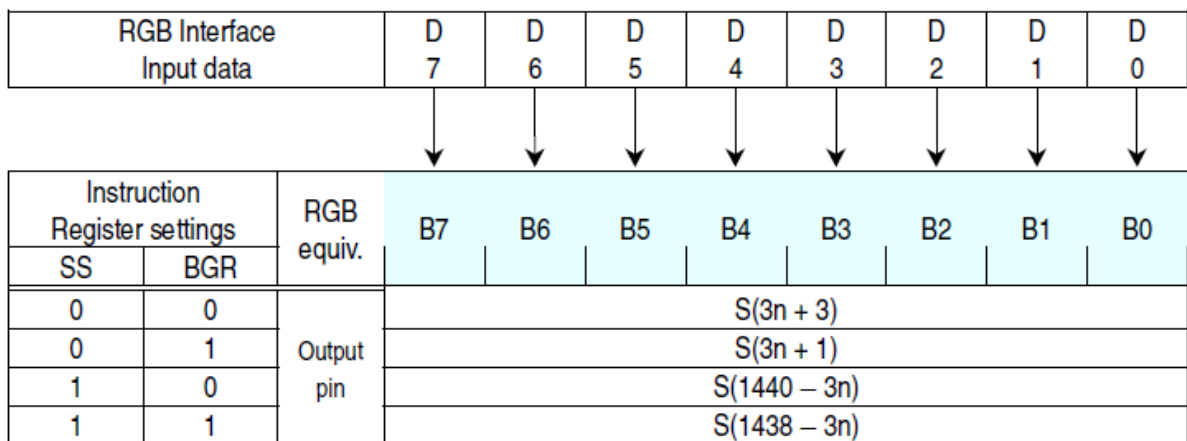 RGB Interface D D D D D D D D
Input data 7 6 5 4 3 2 1 0
Instruction
Register settings RGB equiv. B7 B6 B5 B4 B3 B2 B1 B0
SS BGR
0 0 S(3n + 3)
0 1 Output S(3n + 1)
1 0 pin S(1440 – 3n)
1 1 S(1438 – 3n)